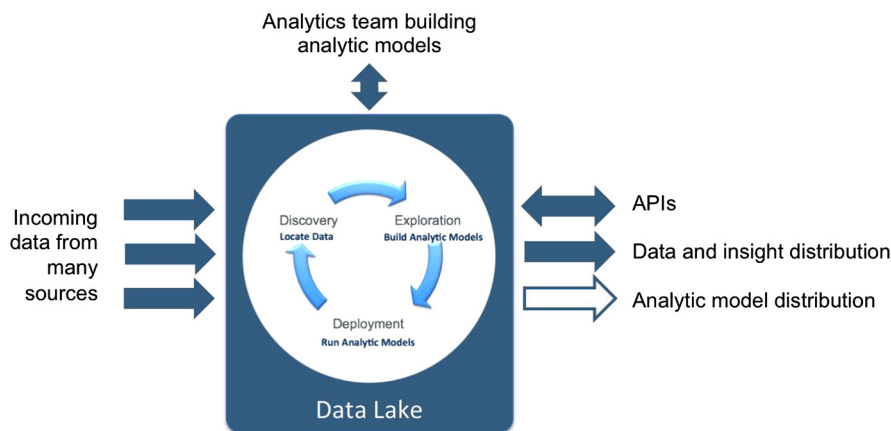 Analytics team building
analytic models
Incoming
data from
many
sources
Discovery
Locate Data
Exploration
Build Analytic Models
Deployment
Run Analytic Models
Data Lake
APIs
Data and insight distribution
Analytic model distribution